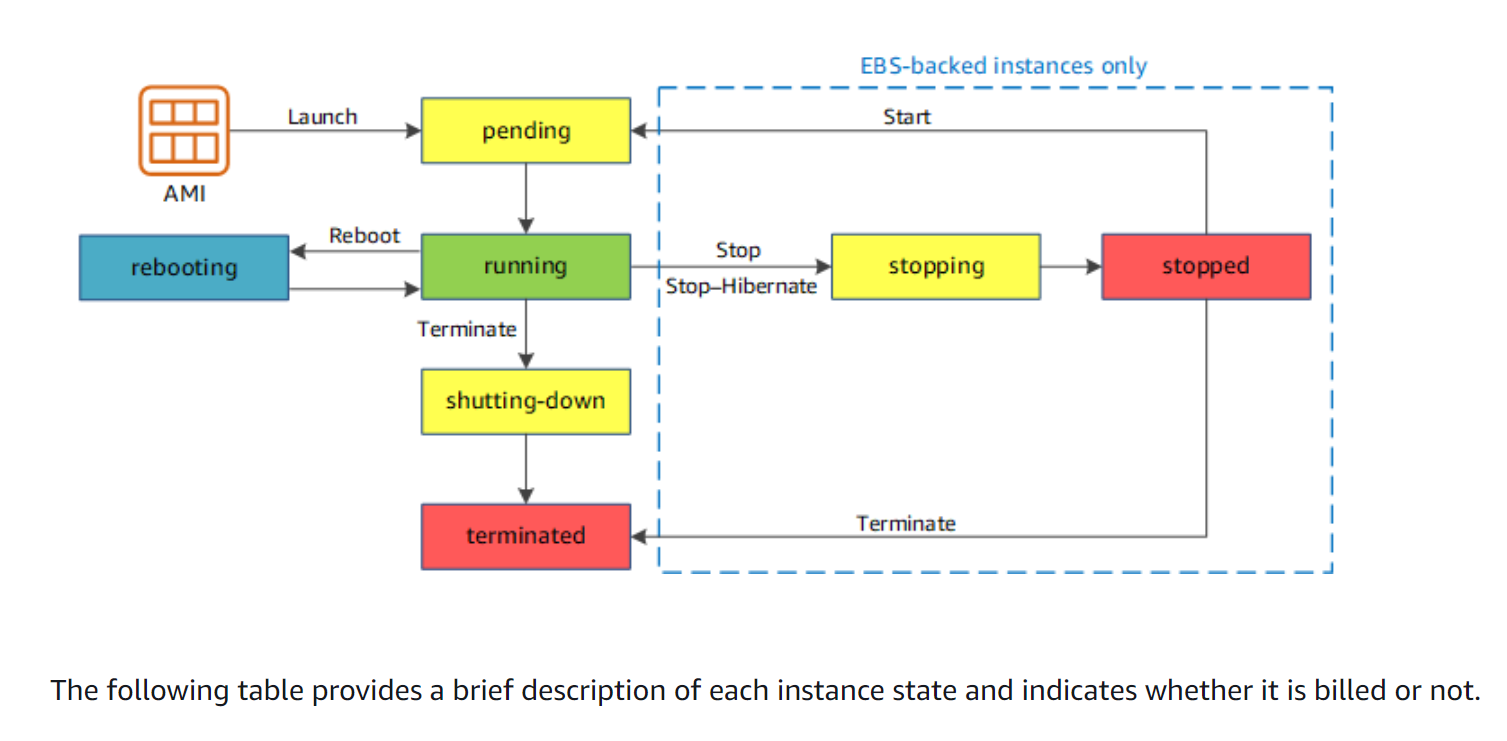 EBS-backed instances only
Launch
pending
Start
AMI
Reboot
rebooting
running
Stop
Stop–Hibernate
stopping
stopped
Terminate
shutting-down
terminated
Terminate
The following table provides a brief description of each instance state and indicates whether it is billed or not.